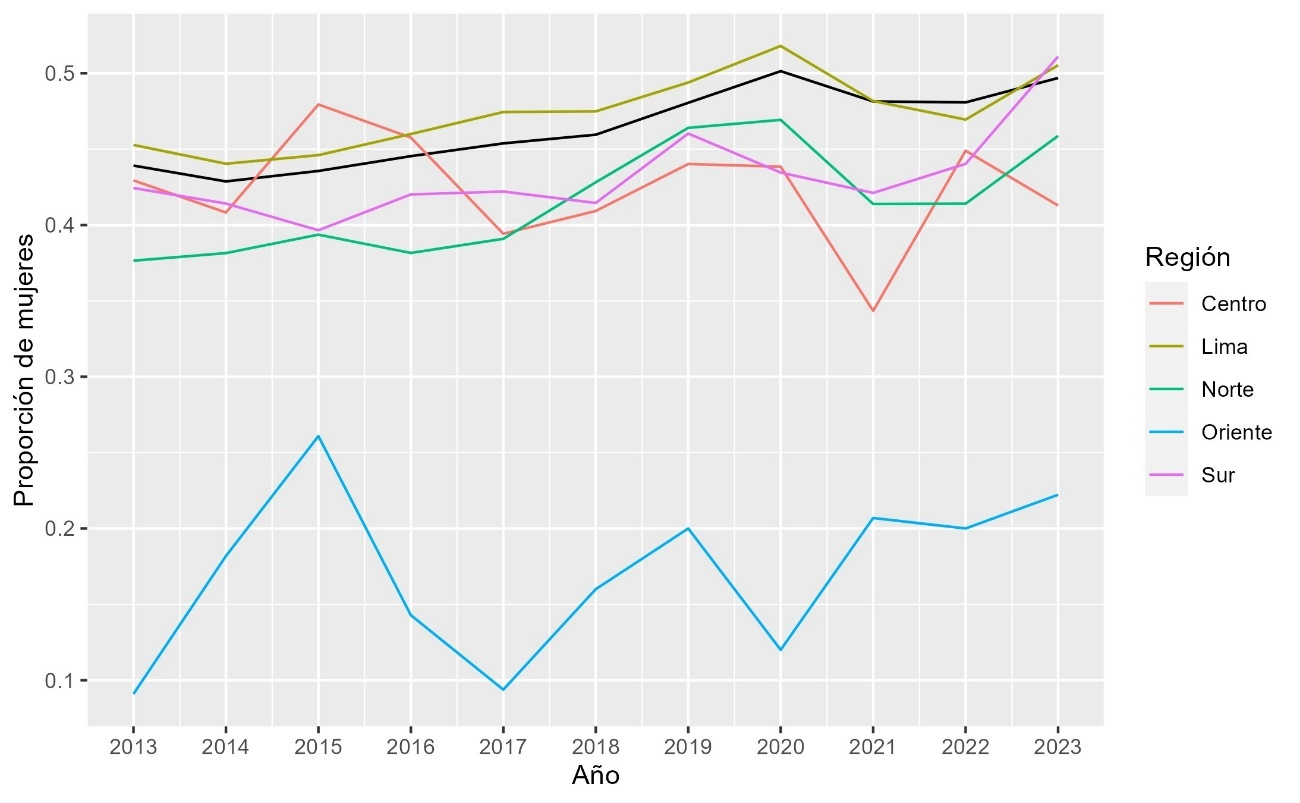 Proporción de mujeres
0.5
0.4
0.3
0.2
0.1
2013 2014 2015 2016 2017 2018 2019 2020 2021 2022 2023
Año
Región
Centro
Lima
Norte
Oriente
Sur